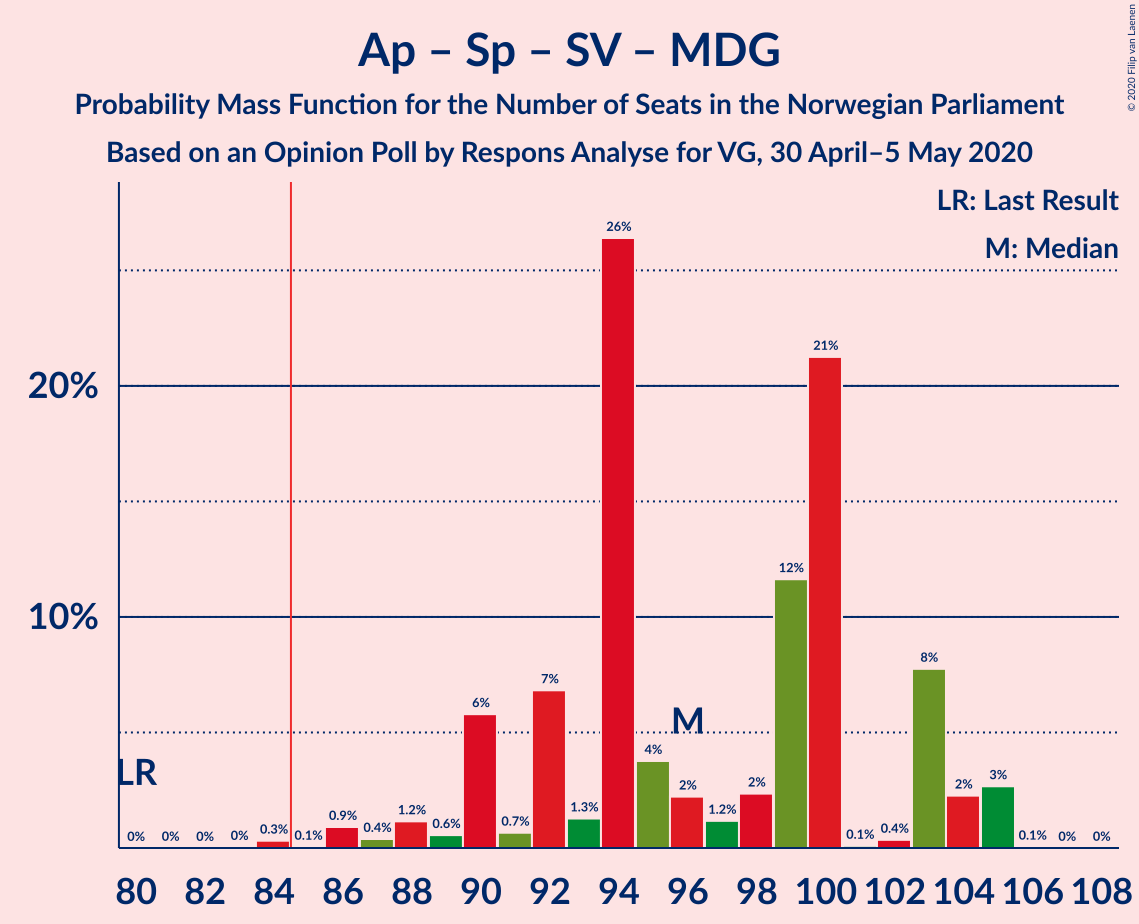 Ap – Sp – SV – MDG
Probability Mass Function for the Number of Seats in the Norwegian Parliament
Based on an Opinion Poll by Respons Analyse for VG, 30 April–5 May 2020
© 2020 Filip van Laenen
LR: Last Result
M: Median
20%
10%
LR
M
0% 0% 0% 0% 0.3% 0.1% 0.9% 0.4% 1.2% 0.6% 6% 0.7% 7% 1.3% 26% 4% 2% 1.2% 2% 12% 21% 0.1% 0.4% 8% 2% 3% 0.1% 0% 0%
80 82 84 86 88 90 92 94 96 98 100 102 104 106 108